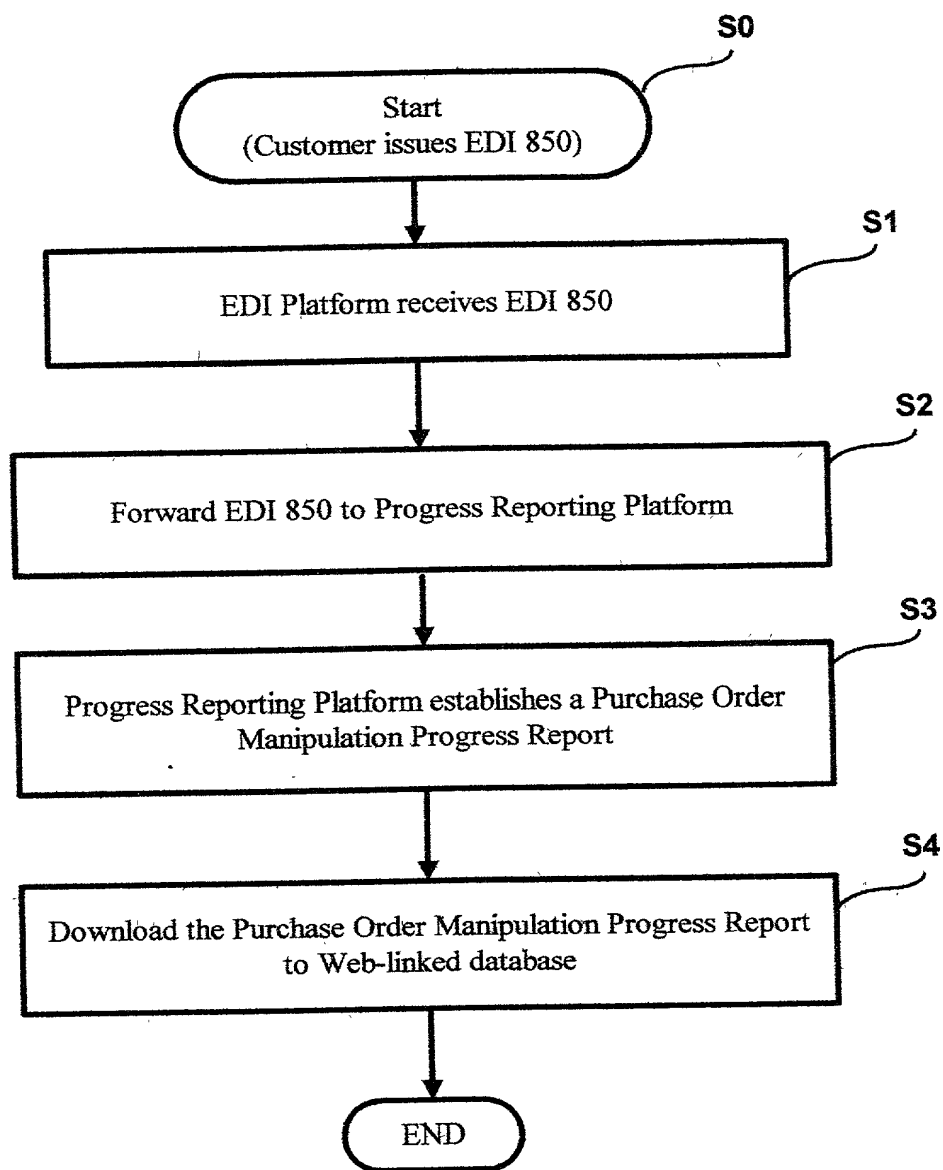 S0
Start
(Customer issues EDI 850)
S1
EDI Platform receives EDI 850
S2
Forward EDI 850 to Progress Reporting Platform
S3
Progress Reporting Platform establishes a Purchase Order
Manipulation Progress Report
S4
Download the Purchase Order Manipulation Progress Report
to Web-linked database
END